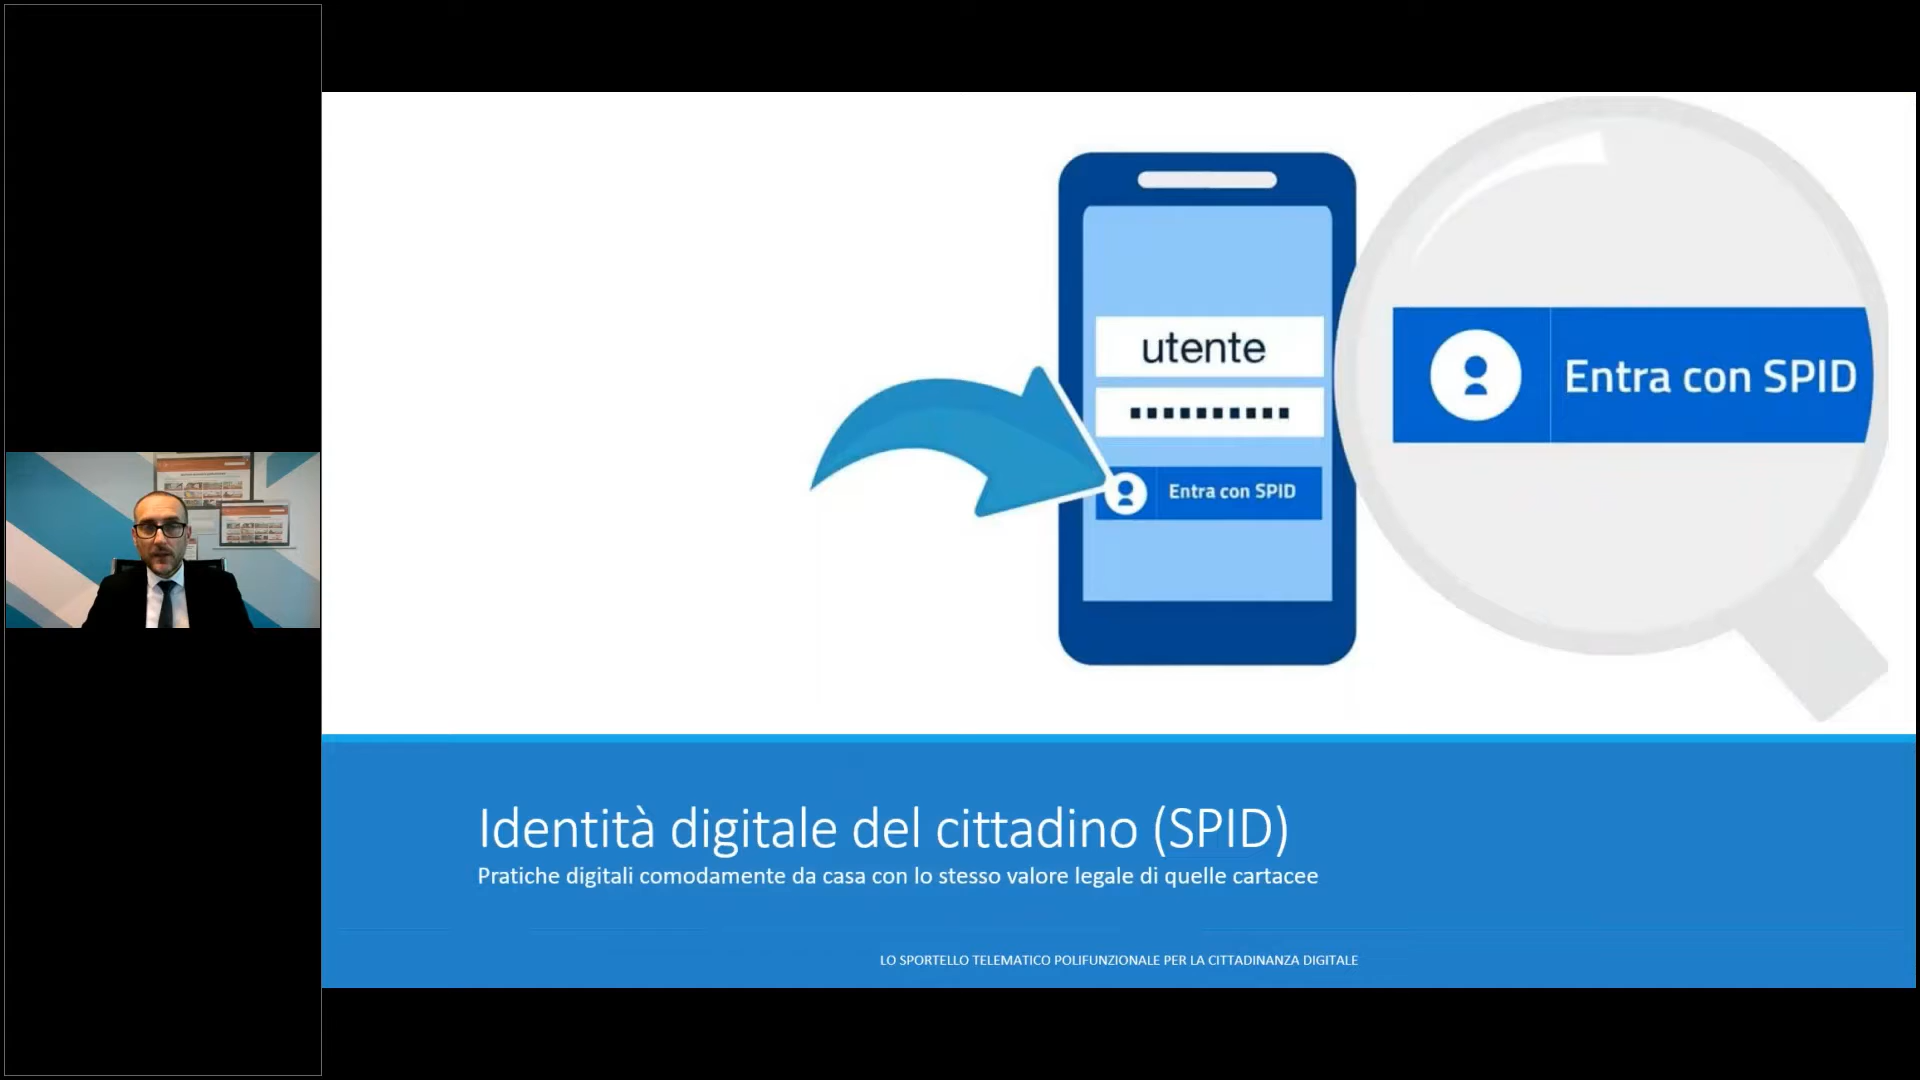 utente
Entra con SPID
Entra con SPID
Identità digitale del cittadino (SPID)
Pratiche digitali comodamente da casa con lo stesso valore legale di quelle cartacee
LO SPORTELLO TELEMATICO POLIFUNZIONALE PER LA CITTADINANZA DIGITALE